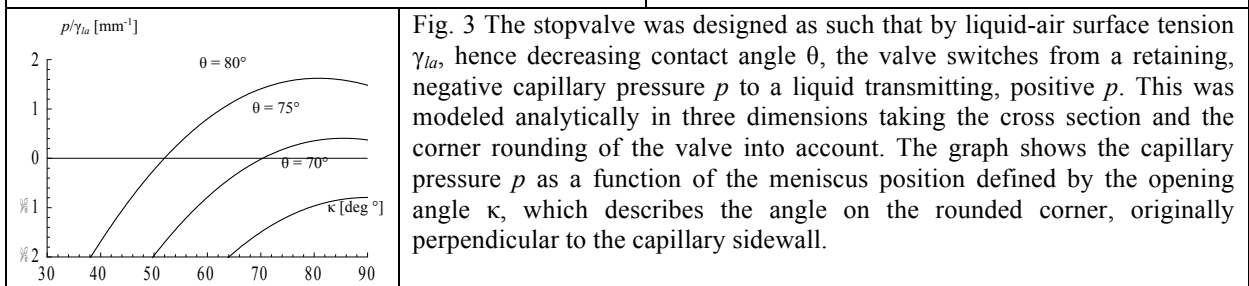 p/γla [mm-1]
2
1
0
1
2
θ = 80°
θ = 75°
θ = 70°
κ [deg °]
30 40 50 60 70 80 90
Fig. 3 The stopvalve was designed as such that by liquid-air surface tension
γla, hence decreasing contact angle θ, the valve switches from a retaining,
negative capillary pressure p to a liquid transmitting, positive p. This was
modeled analytically in three dimensions taking the cross section and the
corner rounding of the valve into account. The graph shows the capillary
pressure p as a function of the meniscus position defined by the opening
angle κ, which describes the angle on the rounded corner, originally
perpendicular to the capillary sidewall.